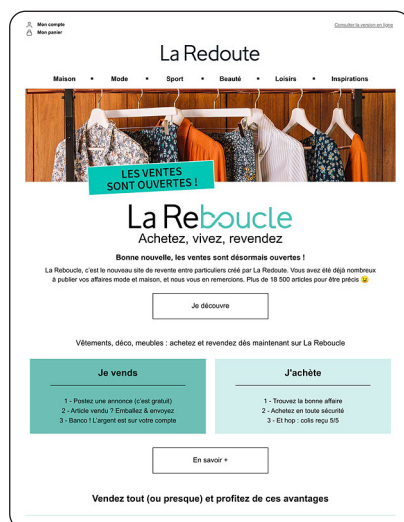 Mon compte
Consulter la version en ligne
Mon panier
La Redoute
Maison • Mode • Sport • Beauté • Loisirs • Inspirations
LES VENTES
SONT OUVERTES !
La Reboucle
Achetez, vivez, revendez
Bonne nouvelle, les ventes sont désormais ouvertes !
La Reboucle, c'est le nouveau site de revente entre particuliers créé par La Redoute. Vous avez été déjà nombreux
à publier vos affaires mode et maison, et nous vous en remercions. Plus de 18 500 articles pour être précis 😉
Je découvre
Vêtements, déco, meubles : achetez et revendez dès maintenant sur La Reboucle
Je vends
1 - Postez une annonce (c'est gratuit)
2 - Article vendu ? Emballez & envoyez
3 - Banco ! L'argent est sur votre compte
J'achète
1 - Trouvez la bonne affaire
2 - Achetez en toute sécurité
3 - Et hop : colis reçu 5/5
En savoir +
Vendez tout (ou presque) et profitez de ces avantages